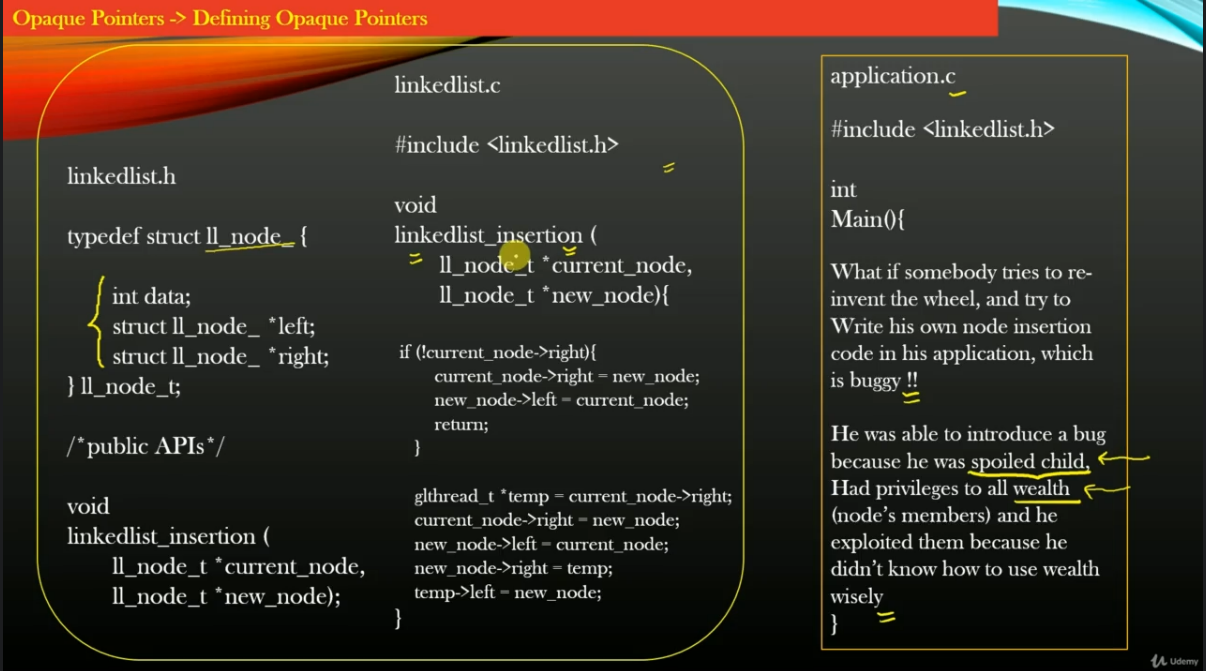 Opaque Pointers -> Defining Opaque Pointers
linkedlist.h
typedef struct ll_node_ {
int data;
struct ll_node_ *left;
struct ll_node_ *right;
} ll_node_t;
/*public APIs*/
void
linkedlist_insertion (
ll_node_t *current_node,
ll_node_t *new_node);
linkedlist.c
#include <linkedlist.h>
void
linkedlist_insertion (
ll_node_t *current_node,
ll_node_t *new_node){
if (!current_node->right){
current_node->right = new_node;
new_node->left = current_node;
return;
}
glthread_t *temp = current_node->right;
current_node->right = new_node;
new_node->left = current_node;
new_node->right = temp;
temp->left = new_node;
}
application.c
#include <linkedlist.h>
int
Main(){
What if somebody tries to re-
invent the wheel, and try to
Write his own node insertion
code in his application, which
is buggy !!
He was able to introduce a bug
because he was spoiled child,
Had privileges to all wealth
(node's members) and he
exploited them because he
didn't know how to use wealth
wisely
}
Udemy